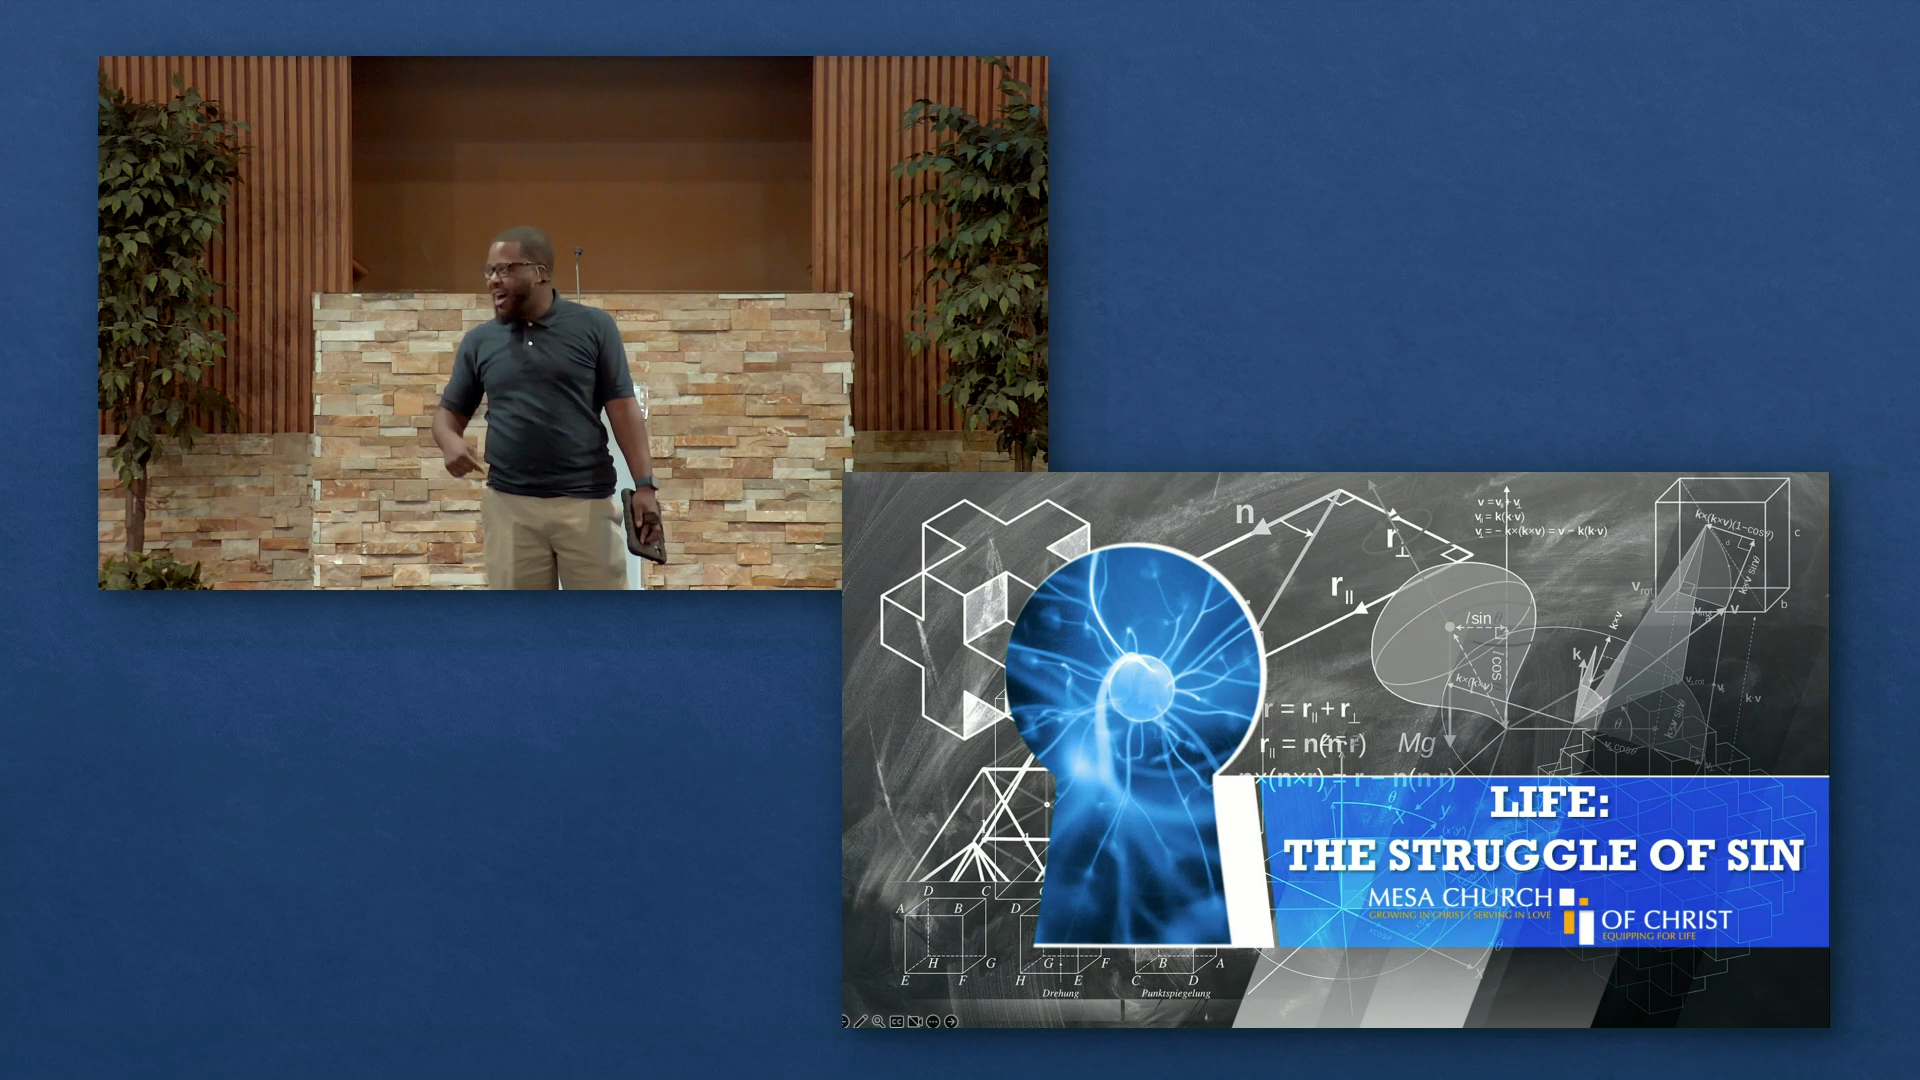 n
r⊥
r||
v = v|| + v⊥
v|| = k(k·v)
v⊥ = − k×(k×v) = v − k(k·v)
k×(k×v)(1−cosθ)
c
b
v
k
k×v
k·v
θ
lsin
l cos
k×(k×v)
r = r|| + r⊥
r|| = n(n·r)
Mg
n×(n×r) = r − n(n·r)
LIFE:
THE STRUGGLE OF SIN
MESA CHURCH
GROWING IN CHRIST | SERVING IN LOVE
OF CHRIST
EQUIPPING FOR LIFE
D C
A B D
H G G F B A
E F H E C D
Drehung Punktspiegelung